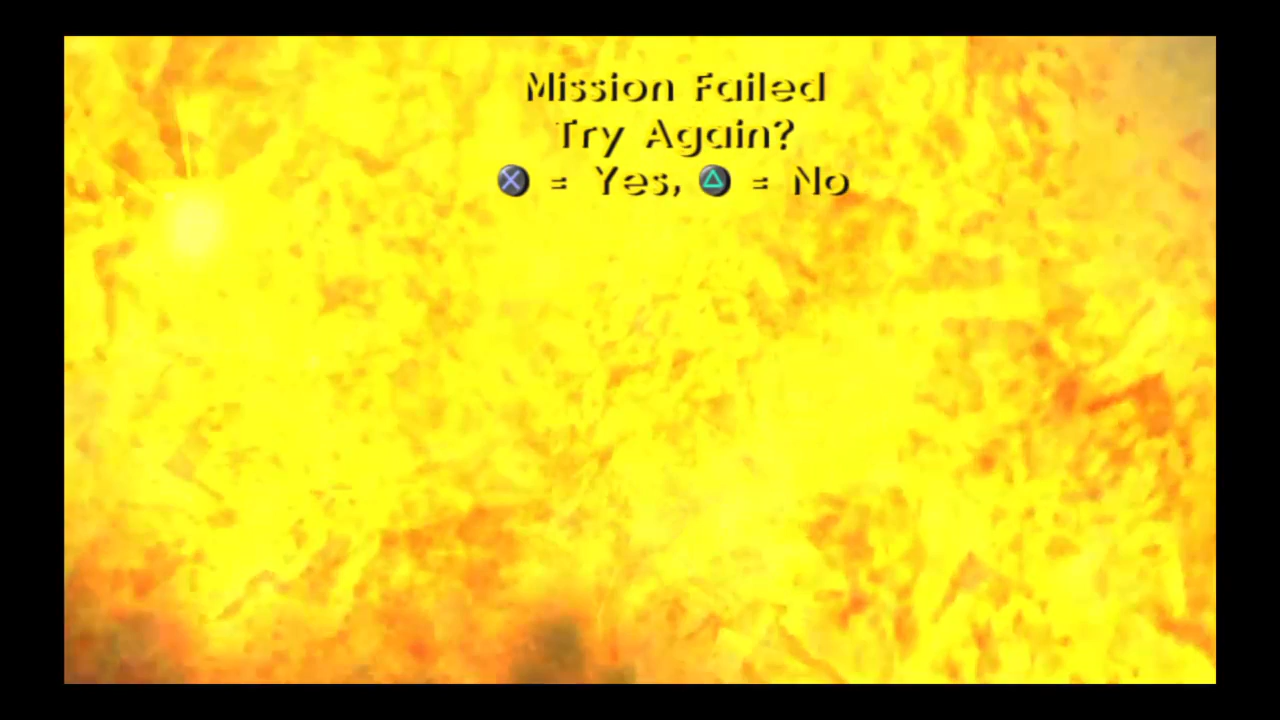 Mission Failed
Try Again?
= Yes, = No